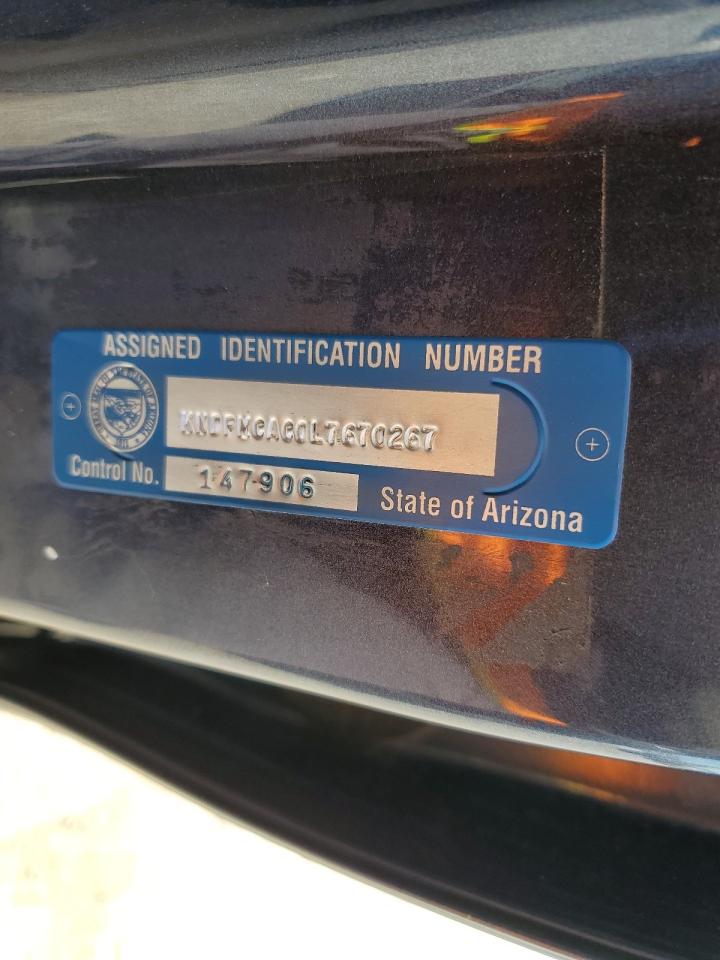 ASSIGNED IDENTIFICATION NUMBER
KNDPMCAC0L7670267
Control No. 147906
State of Arizona